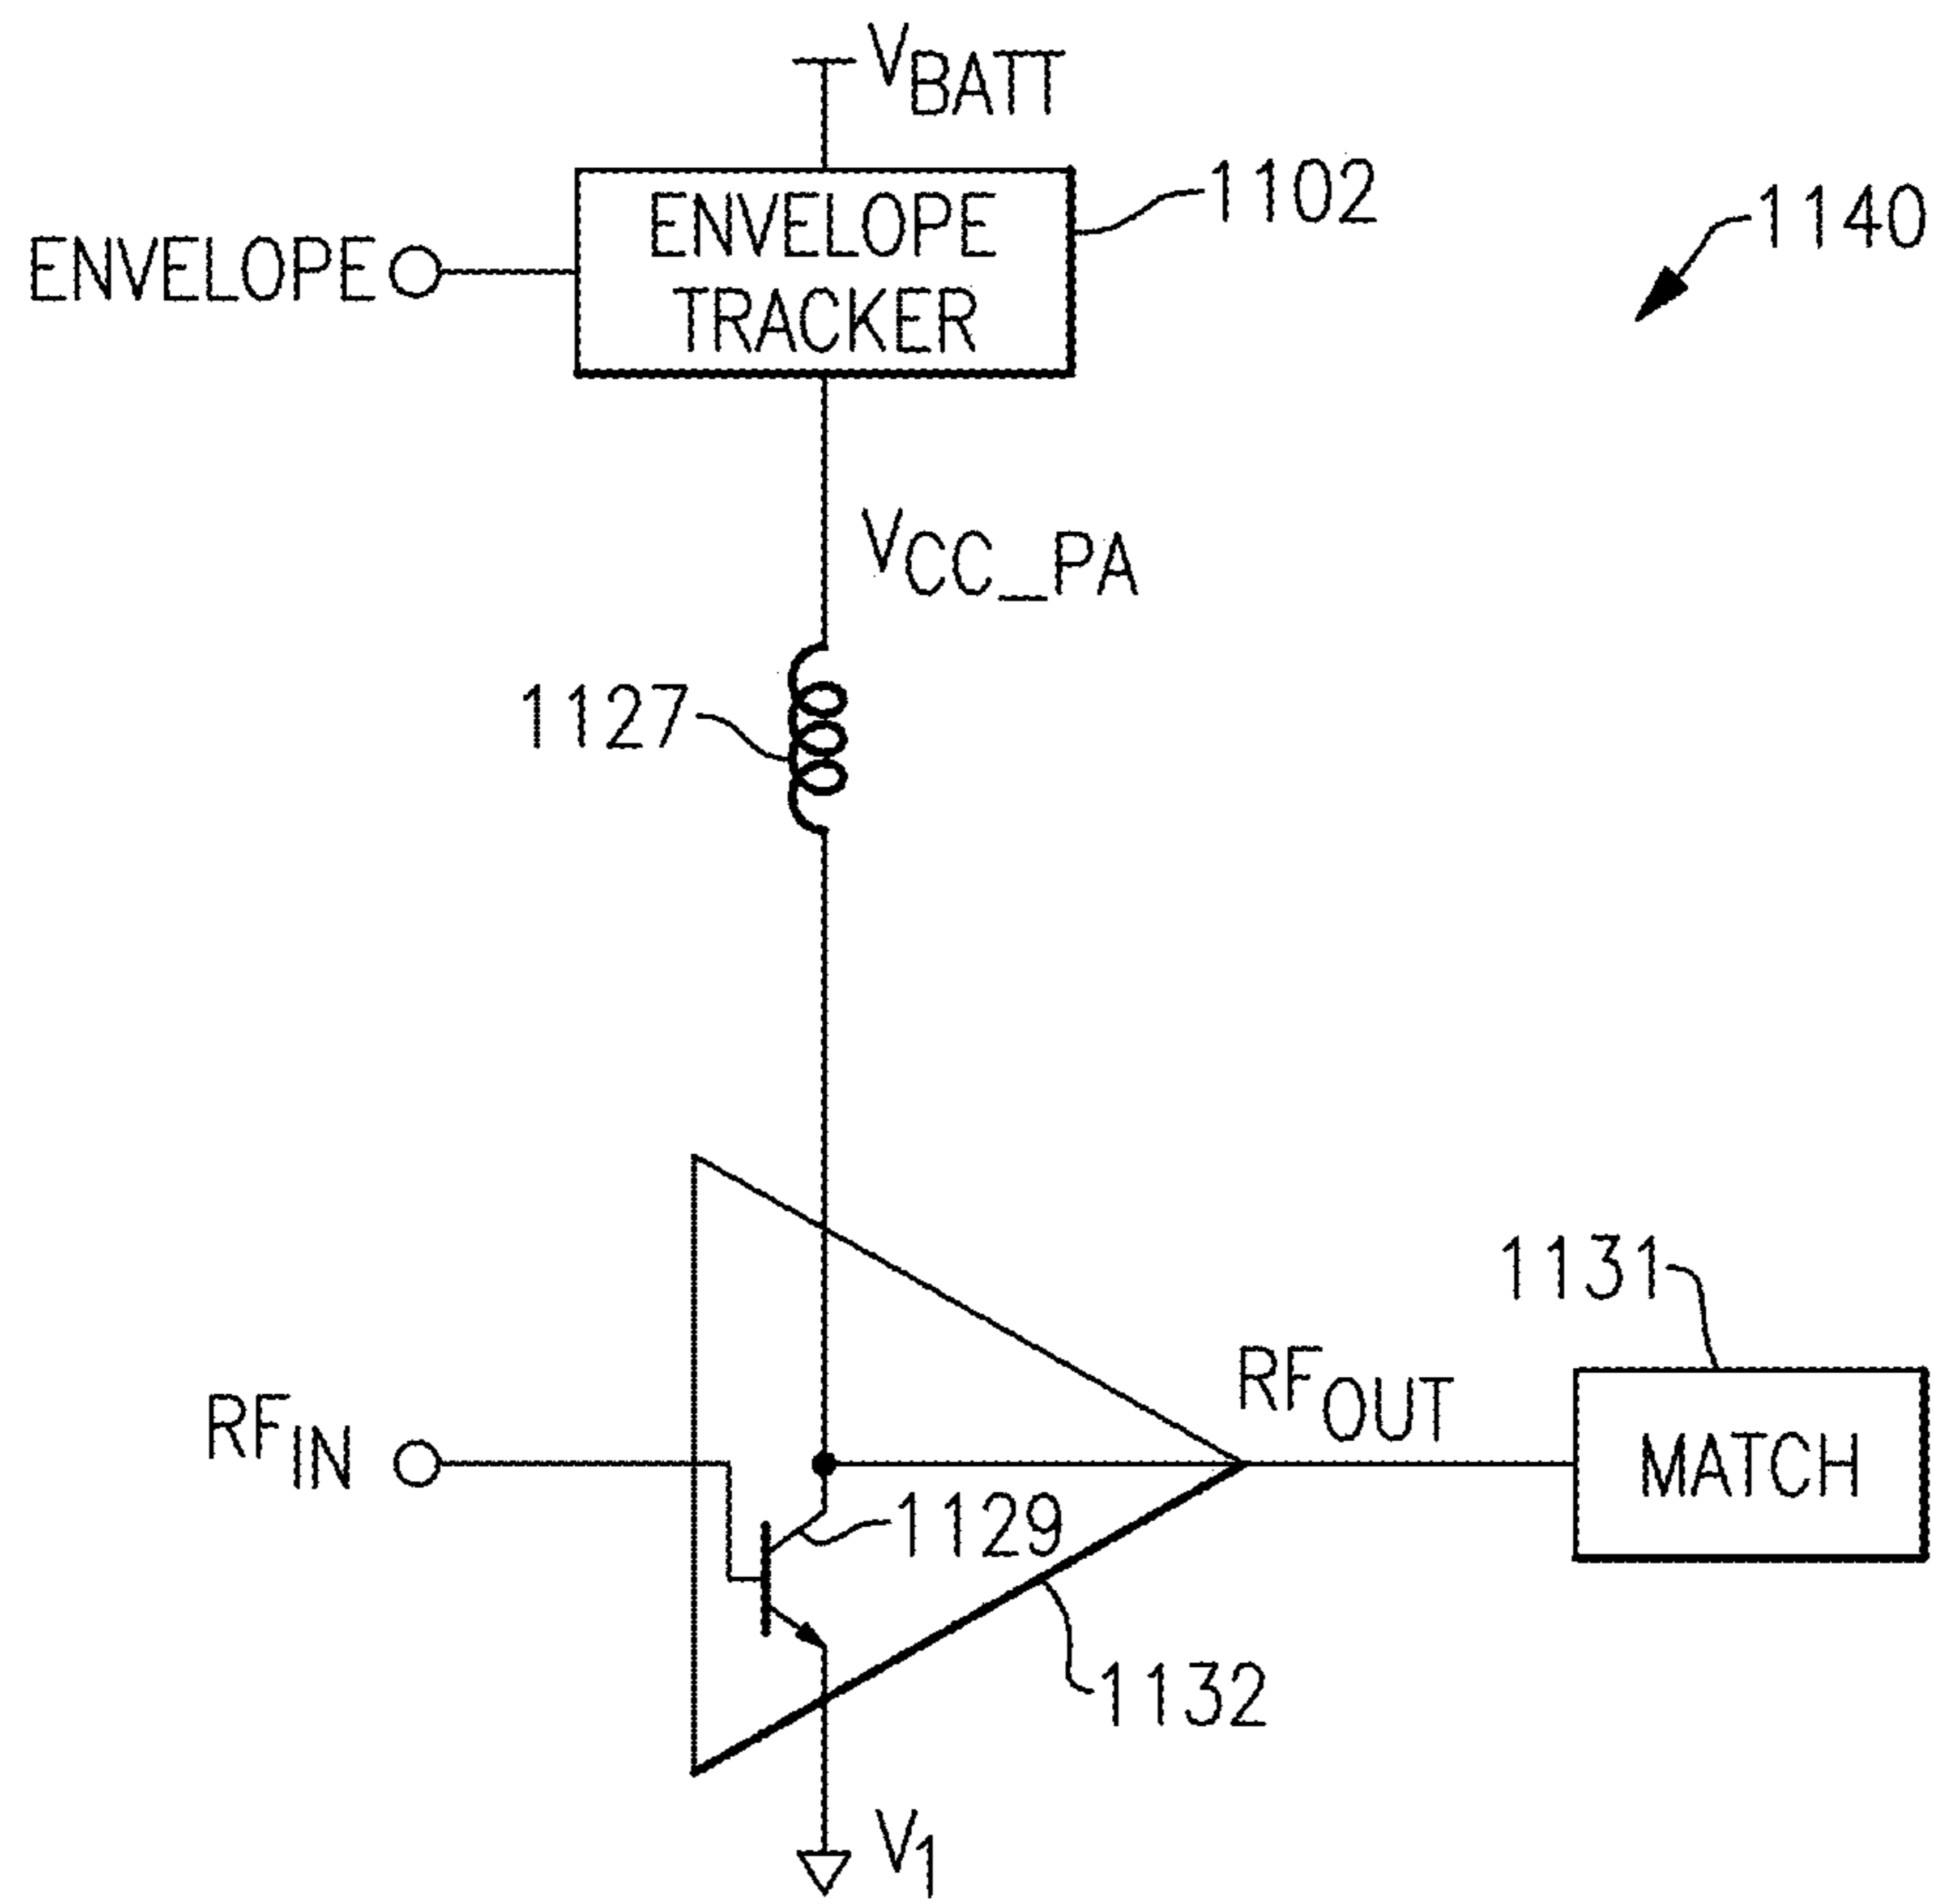 VBATT
ENVELOPE
ENVELOPE
TRACKER
1102
1140
VCC_PA
1127
1131
RFIN
RFOUT
MATCH
1129
1132
V1